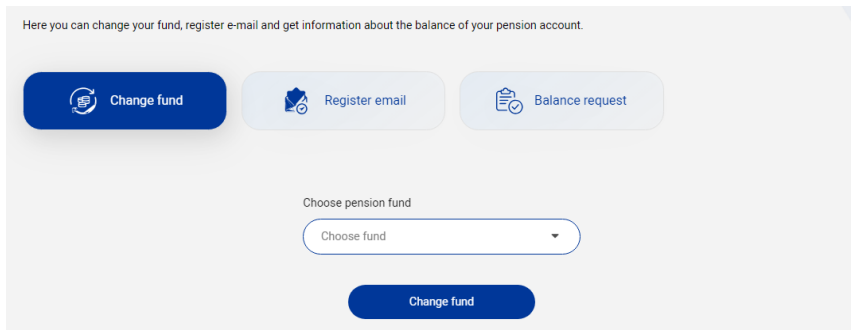 Here you can change your fund, register e-mail and get information about the balance of your pension account.
Change fund
Register email
Balance request
Choose pension fund
Choose fund
Change fund